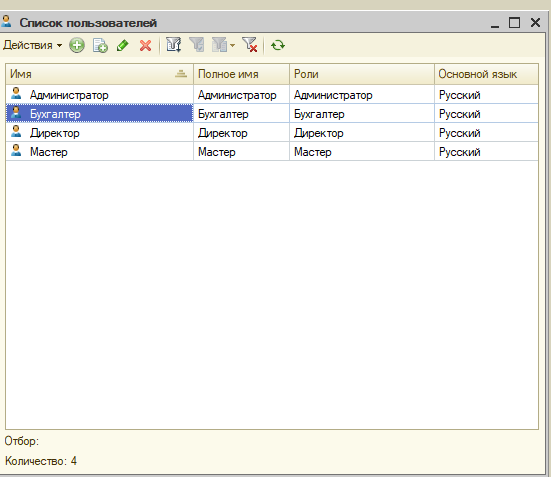 Список пользователей
Действия
Имя Полное имя Роли Основной язык
Администратор Администратор Администратор Русский
Бухгалтер Бухгалтер Бухгалтер Русский
Директор Директор Директор Русский
Мастер Мастер Мастер Русский
Отбор:
Количество: 4